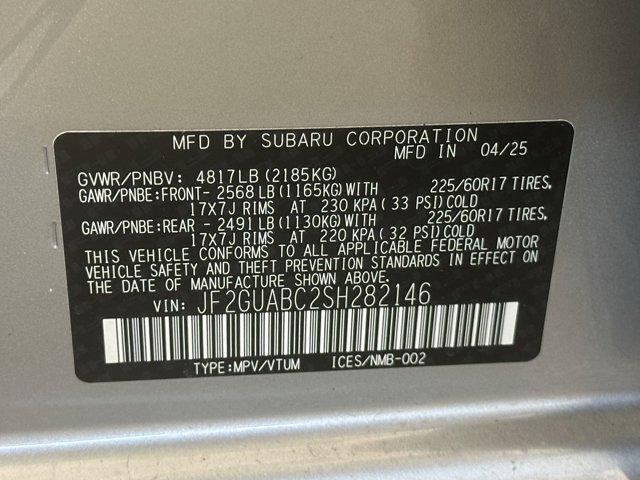 MFD BY SUBARU CORPORATION
MFD IN 04/25
GVWR/PNBV: 4817LB (2185KG)
GAWR/PNBE:FRONT- 2568LB (1165KG) WITH 225/60R17 TIRES,
17X7J RIMS AT 230 KPA (33 PSI) COLD
GAWR/PNBE:REAR - 2491LB (1130KG) WITH 225/60R17 TIRES,
17X7J RIMS AT 220 KPA (32 PSI) COLD
THIS VEHICLE CONFORMS TO ALL APPLICABLE FEDERAL MOTOR
VEHICLE SAFETY AND THEFT PREVENTION STANDARDS IN EFFECT ON
THE DATE OF MANUFACTURE SHOWN ABOVE.
VIN: JF2GUABC2SH282146
TYPE:MPV/VTUM ICES/NMB-002